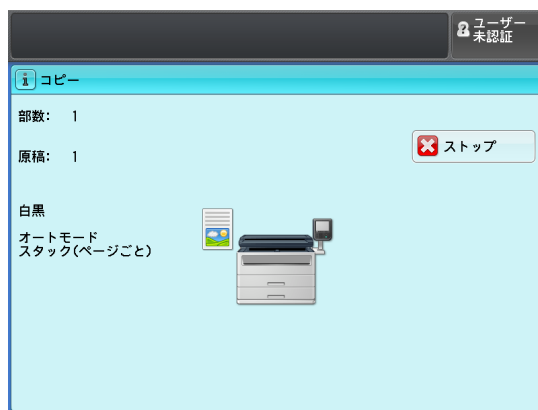 ユーザー
未認証
コピー
部数: 1
ストップ
原稿: 1
白黒
オートモード
スタック(ページごと)